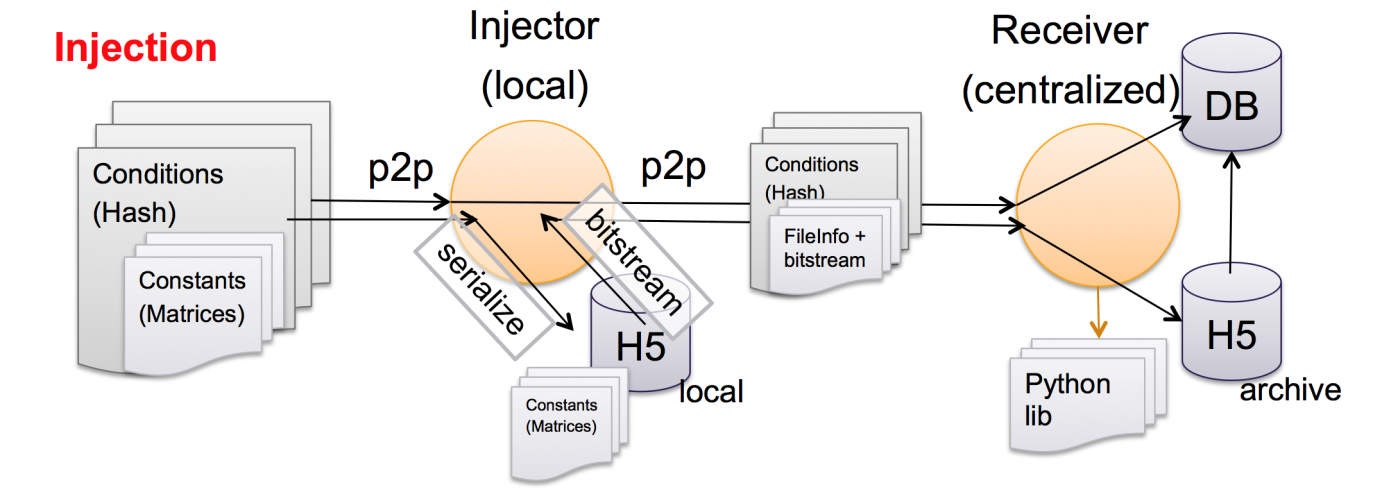 Injection
Injector
(local)
Receiver
(centralized)
DB
Conditions
(Hash)
Constants
(Matrices)
p2p
serialize
bitstream
H5
local
Constants
(Matrices)
p2p
Conditions
(Hash)
FileInfo +
bitstream
Python
lib
H5
archive